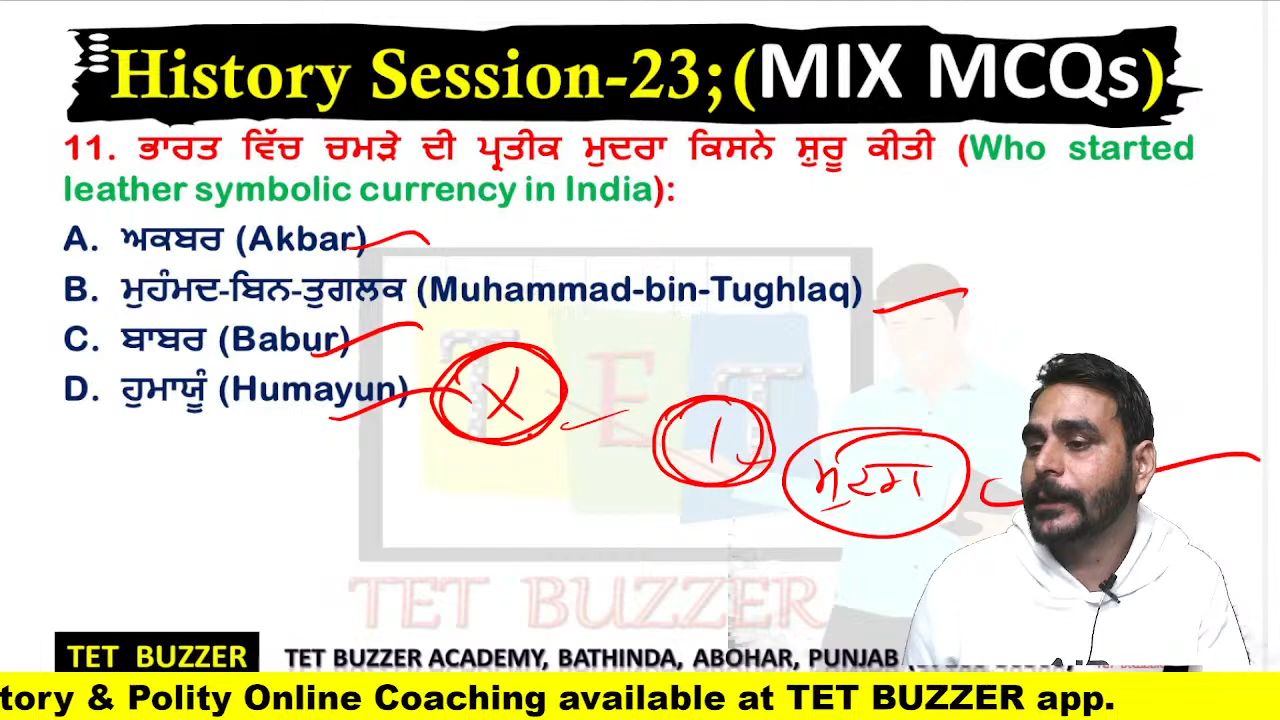 History Session-23;(MIX MCQs)
11. ਭਾਰਤ ਵਿੱਚ ਚਮੜੇ ਦੀ ਪ੍ਰਤੀਕ ਮੁਦਰਾ ਕਿਸਨੇ ਸ਼ੁਰੂ ਕੀਤੀ (Who started
leather symbolic currency in India):
A. ਅਕਬਰ (Akbar)
B. ਮੁਹੰਮਦ-ਬਿਨ-ਤੁਗਲਕ (Muhammad-bin-Tughlaq)
C. ਬਾਬਰ (Babur)
D. ਹੁਮਾਯੂੰ (Humayun)
X
1
ਮੁਦਰਾ
TET
TET BUZZER
TET BUZZER
TET BUZZER ACADEMY, BATHINDA, ABOHAR, PUNJAB
tory & Polity Online Coaching available at TET BUZZER app.